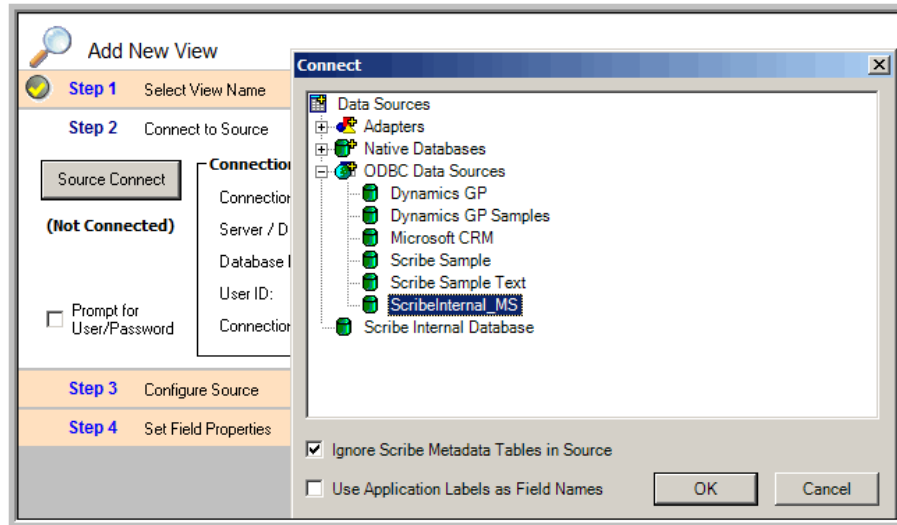 Add New View
Step 1 Select View Name
Step 2 Connect to Source
Source Connect
(Not Connected)
Prompt for
User/Password
Connection
Connection
Server / D
Database
User ID:
Connection
Step 3 Configure Source
Step 4 Set Field Properties
Connect
Data Sources
Adapters
Native Databases
ODBC Data Sources
Dynamics GP
Dynamics GP Samples
Microsoft CRM
Scribe Sample
Scribe Sample Text
ScribeInternal_MS
Scribe Internal Database
Ignore Scribe Metadata Tables in Source
Use Application Labels as Field Names
OK
Cancel